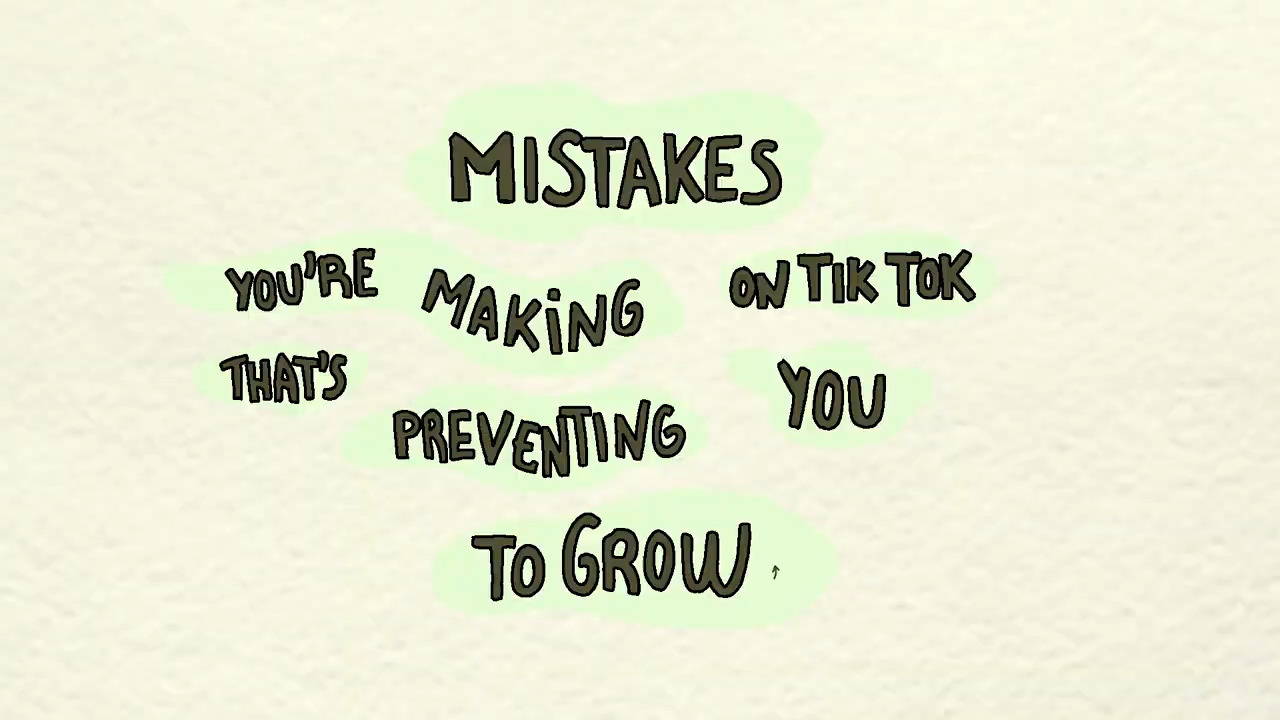 MISTAKES
YOU'RE MAKING ON TIK TOK
THAT'S PREVENTING YOU
TO GROW